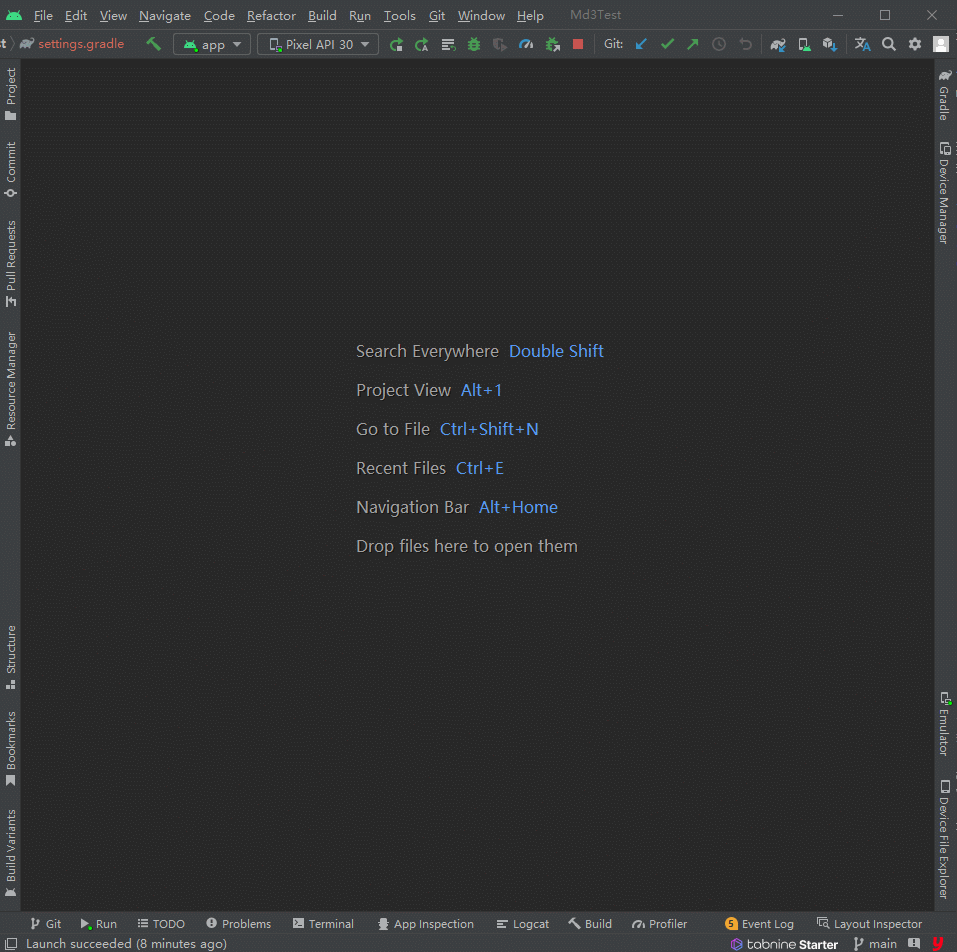 File Edit View Navigate Code Refactor Build Run Tools Git Window Help Md3Test
t settings.gradle app Pixel API 30 Git:
Project
Commit
Pull Requests
Resource Manager
Structure
Bookmarks
Build Variants
Search Everywhere Double Shift
Project View Alt+1
Go to File Ctrl+Shift+N
Recent Files Ctrl+E
Navigation Bar Alt+Home
Drop files here to open them
Gradle
Device Manager
Emulator
Device File Explorer
Git Run TODO Problems Terminal App Inspection Logcat Build Profiler 5 Event Log Layout Inspector
Launch succeeded (8 minutes ago) tabnine Starter main